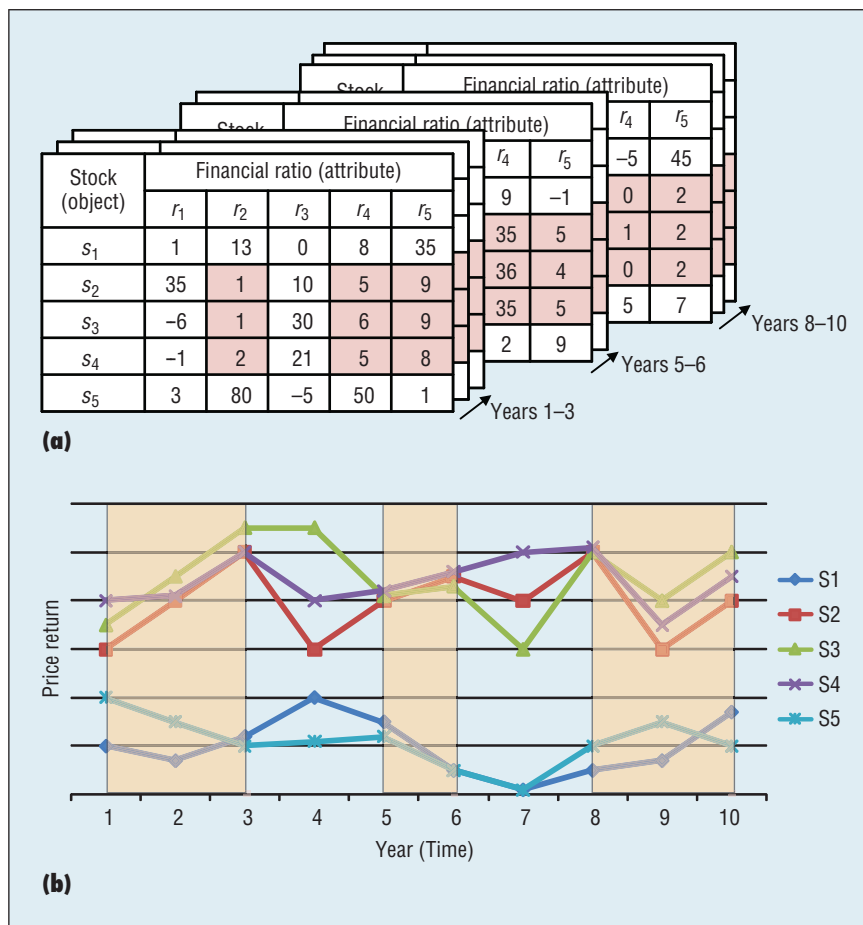 Stock
Financial ratio (attribute)
r4 r5
–5 45
0 2
1 2
0 2
5 7
Years 8–10
Stock
Financial ratio (attribute)
r4 r5
9 –1
35 5
36 4
35 5
2 9
Years 5–6
Stock (object)
Financial ratio (attribute)
r1 r2 r3 r4 r5
s1 1 13 0 8 35
s2 35 1 10 5 9
s3 –6 1 30 6 9
s4 –1 2 21 5 8
s5 3 80 –5 50 1
Years 1–3
(a)
Price return
S1
S2
S3
S4
S5
1 2 3 4 5 6 7 8 9 10
Year (Time)
(b)